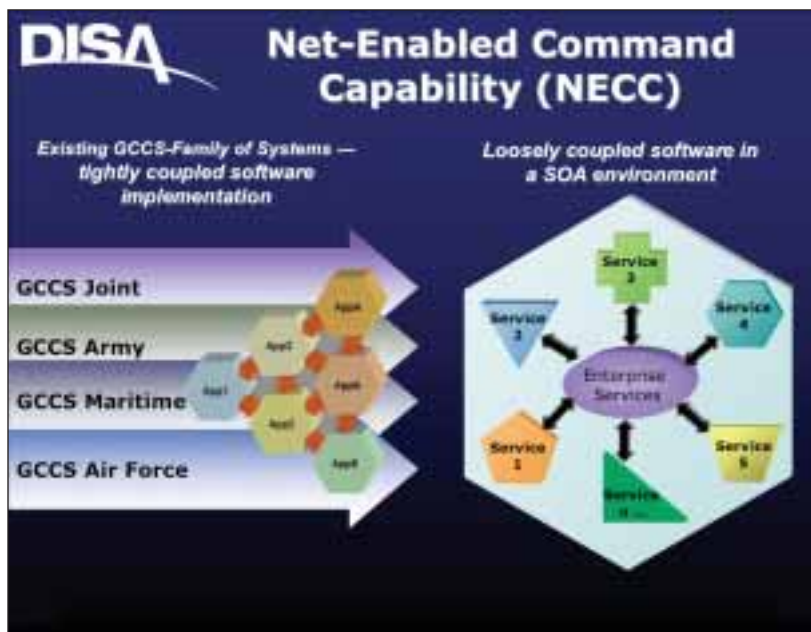 DISA
Net-Enabled Command
Capability (NECC)
Existing GCCS-Family of Systems —
tightly coupled software
implementation
Loosely coupled software in
a SOA environment
GCCS Joint
GCCS Army
GCCS Maritime
GCCS Air Force
Service
Service
Service
4
Enterprise
Services
Service
1
Service
5
Service
n ...